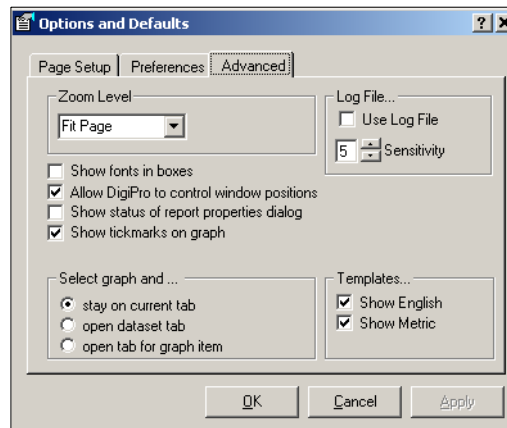 Options and Defaults
Page Setup Preferences Advanced
Zoom Level
Fit Page
Log File...
Use Log File
5 Sensitivity
Show fonts in boxes
Allow DigiPro to control window positions
Show status of report properties dialog
Show tickmarks on graph
Select graph and ...
stay on current tab
open dataset tab
open tab for graph item
Templates...
Show English
Show Metric
OK Cancel Apply